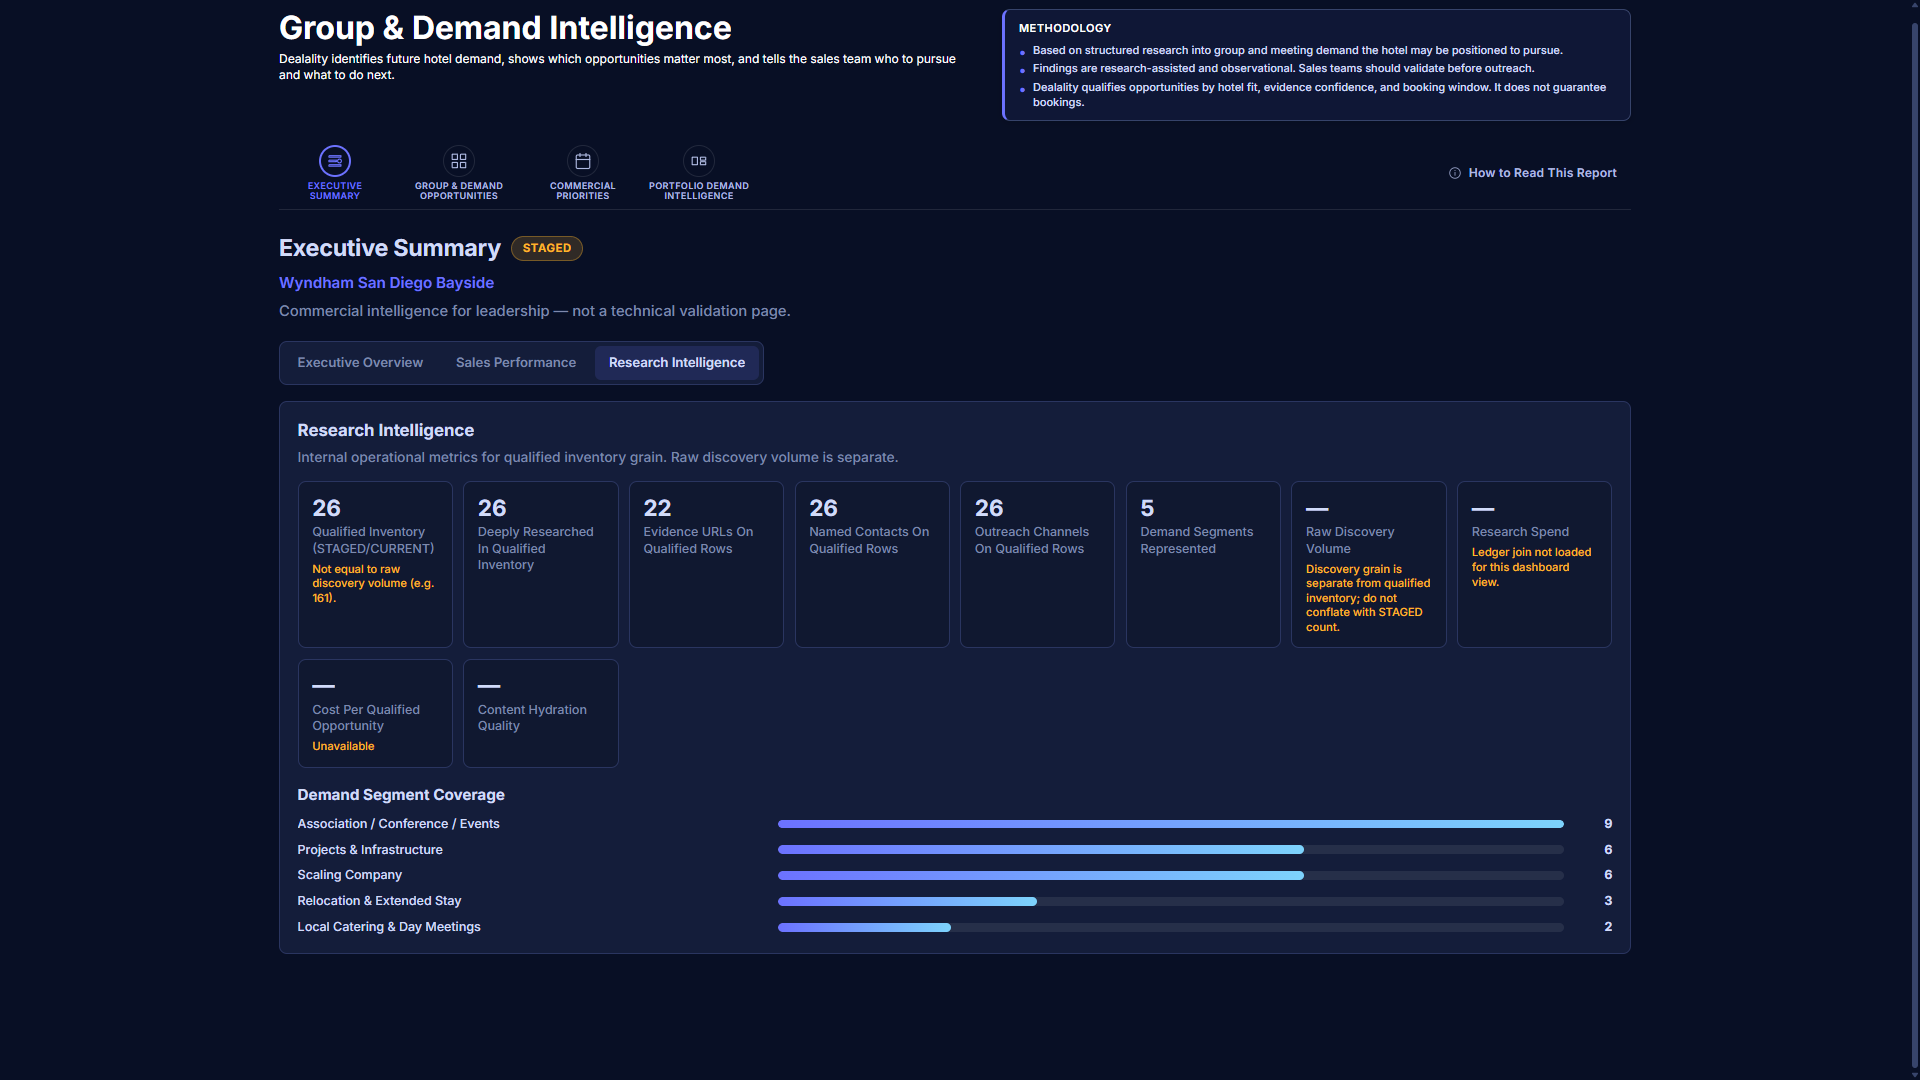 Group & Demand Intelligence
Dealality identifies future hotel demand, shows which opportunities matter most, and tells the sales team who to pursue
and what to do next.
METHODOLOGY
Based on structured research into group and meeting demand the hotel may be positioned to pursue.
Findings are research-assisted and observational. Sales teams should validate before outreach.
Dealality qualifies opportunities by hotel fit, evidence confidence, and booking window. It does not guarantee
bookings.
EXECUTIVE
SUMMARY
GROUP & DEMAND
OPPORTUNITIES
COMMERCIAL
PRIORITIES
PORTFOLIO DEMAND
INTELLIGENCE
How to Read This Report
Executive Summary STAGED
Wyndham San Diego Bayside
Commercial intelligence for leadership — not a technical validation page.
Executive Overview Sales Performance Research Intelligence
Research Intelligence
Internal operational metrics for qualified inventory grain. Raw discovery volume is separate.
26
Qualified Inventory
(STAGED/CURRENT)
Not equal to raw
discovery volume (e.g.
161).
26
Deeply Researched
In Qualified
Inventory
22
Evidence URLs On
Qualified Rows
26
Named Contacts On
Qualified Rows
26
Outreach Channels
On Qualified Rows
5
Demand Segments
Represented
—
Raw Discovery
Volume
Discovery grain is
separate from qualified
inventory; do not
conflate with STAGED
count.
—
Research Spend
Ledger join not loaded
for this dashboard
view.
—
Cost Per Qualified
Opportunity
Unavailable
—
Content Hydration
Quality
Demand Segment Coverage
Association / Conference / Events 9
Projects & Infrastructure 6
Scaling Company 6
Relocation & Extended Stay 3
Local Catering & Day Meetings 2